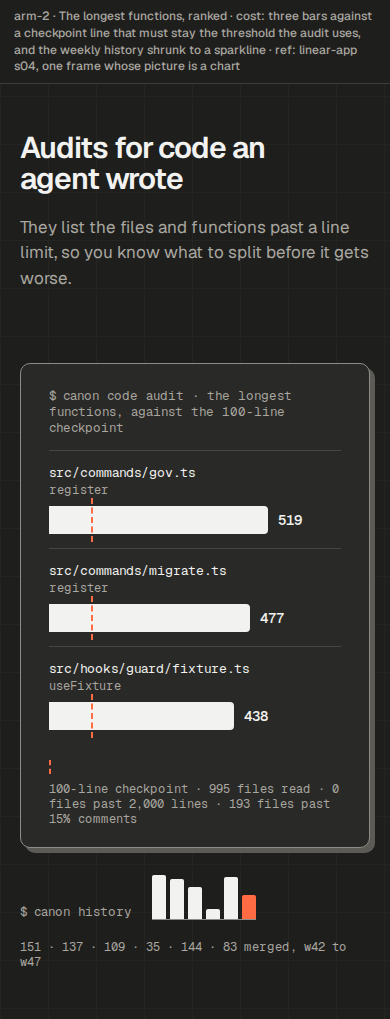 arm-2 · The longest functions, ranked · cost: three bars against
a checkpoint line that must stay the threshold the audit uses,
and the weekly history shrunk to a sparkline · ref: linear-app
s04, one frame whose picture is a chart
Audits for code an
agent wrote
They list the files and functions past a line
limit, so you know what to split before it gets
worse.
$ canon code audit · the longest
functions, against the 100-line
checkpoint
src/commands/gov.ts
register
519
src/commands/migrate.ts
register
477
src/hooks/guard/fixture.ts
useFixture
438
100-line checkpoint · 995 files read · 0
files past 2,000 lines · 193 files past
15% comments
$ canon history
151 · 137 · 109 · 35 · 144 · 83 merged, w42 to
w47